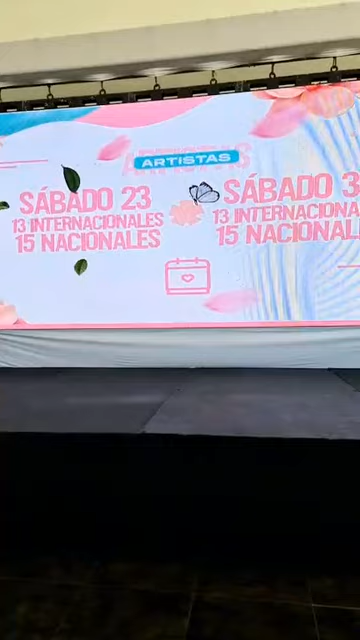 ARTISTAS
SÁBADO 23
13 INTERNACIONALES
15 NACIONALES
SÁBADO 3
13 INTERNACIONA
15 NACIONAL